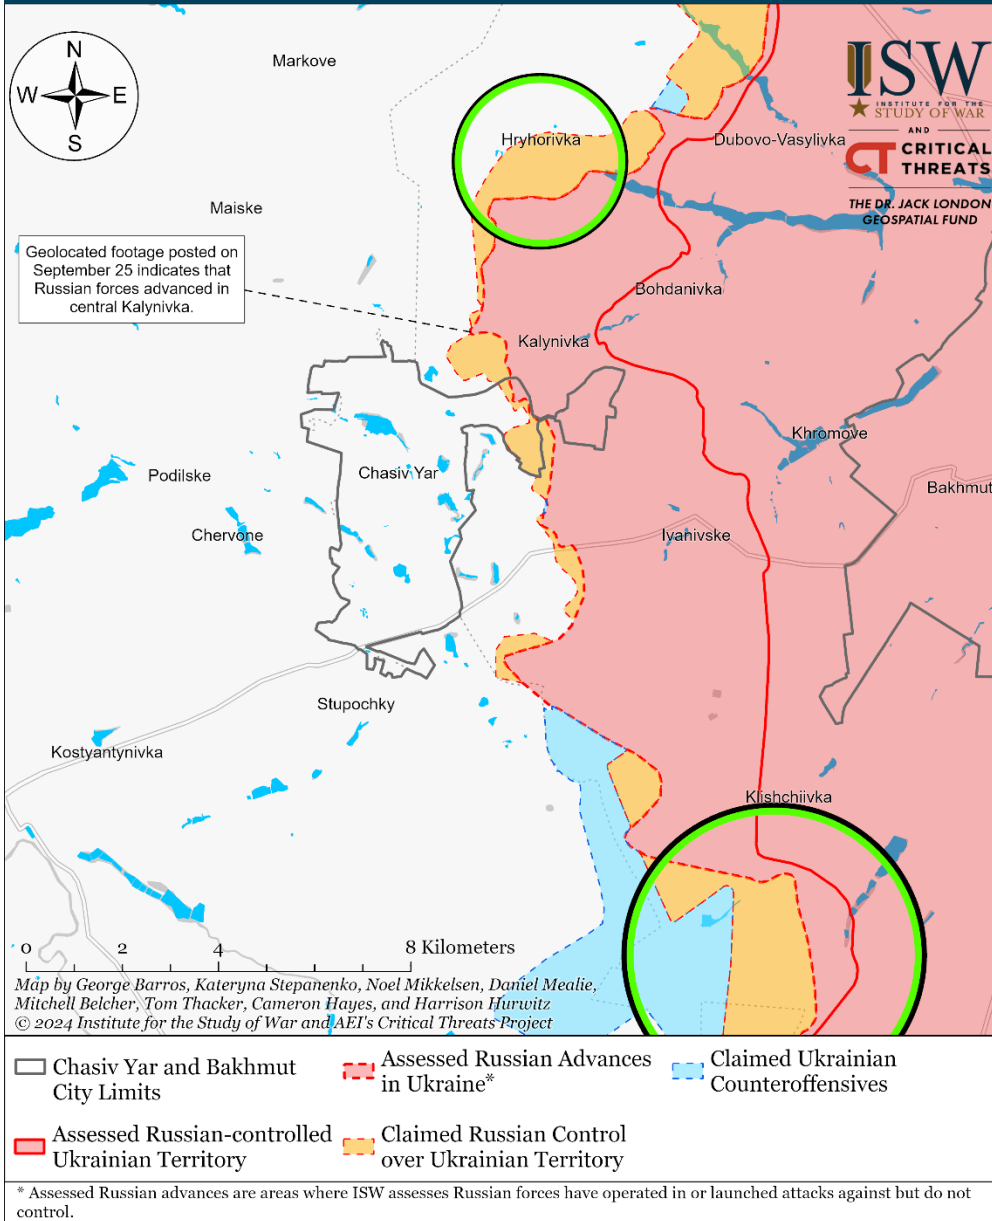 N
W
E
S
Markove
Hryhorivka
Dubovo-Vasylivka
ISW
INSTITUTE FOR THE
STUDY OF WAR
AND
CT CRITICAL
THREATS
THE DR. JACK LONDON
GEOSPATIAL FUND
Maiske
Geolocated footage posted on
September 25 indicates that
Russian forces advanced in
central Kalynivka.
Bohdanivka
Kalynivka
Khromove
Podilske
Chasiv Yar
Bakhmut
Chervone
Ivanivske
Stupochky
Kostyantynivka
Klishchiivka
0 2 4 8 Kilometers
Map by George Barros, Kateryna Stepanenko, Noel Mikkelsen, Daniel Mealie,
Mitchell Belcher, Tom Thacker, Cameron Hayes, and Harrison Hurwitz
© 2024 Institute for the Study of War and AEI's Critical Threats Project
Chasiv Yar and Bakhmut
City Limits
Assessed Russian Advances
in Ukraine*
Claimed Ukrainian
Counteroffensives
Assessed Russian-controlled
Ukrainian Territory
Claimed Russian Control
over Ukrainian Territory
* Assessed Russian advances are areas where ISW assesses Russian forces have operated in or launched attacks against but do not
control.